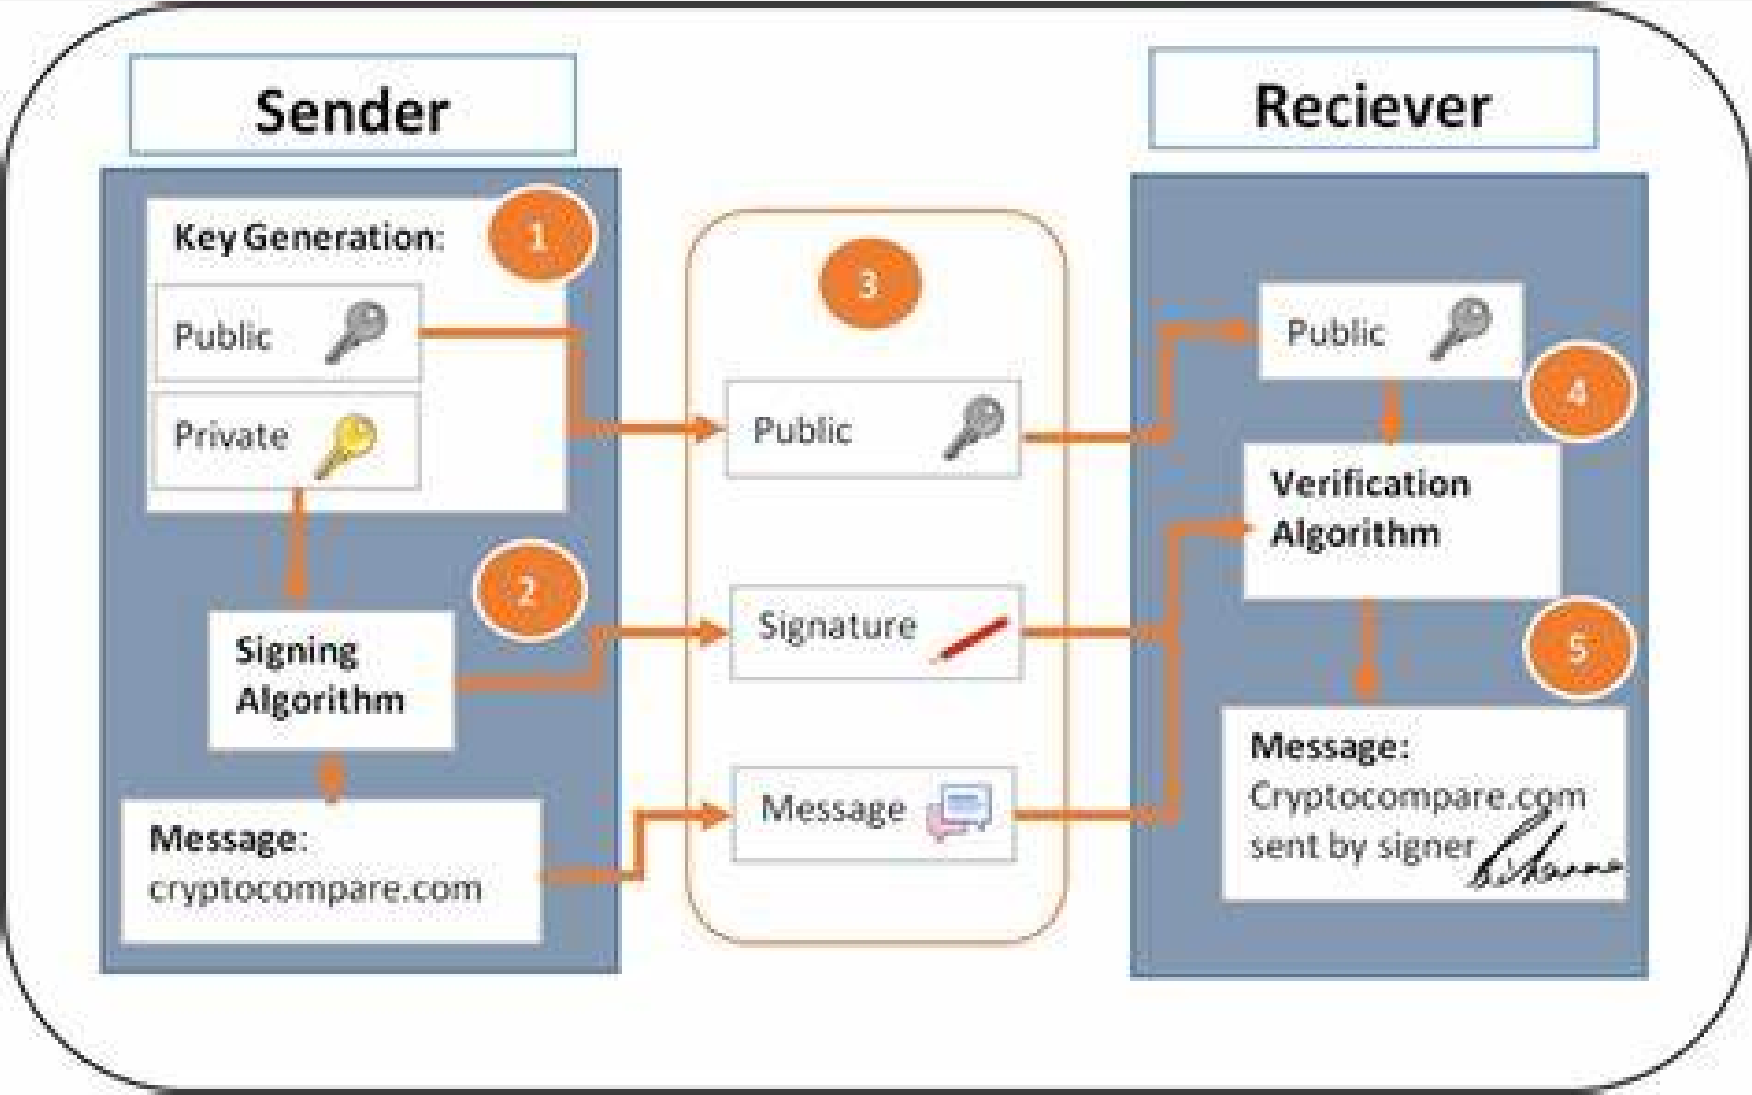 Sender
Reciever
Key Generation:
1
Public
Private
2
Signing
Algorithm
Message:
cryptocompare.com
3
Public
Signature
Message
Public
4
Verification
Algorithm
5
Message:
Cryptocompare.com
sent by signer